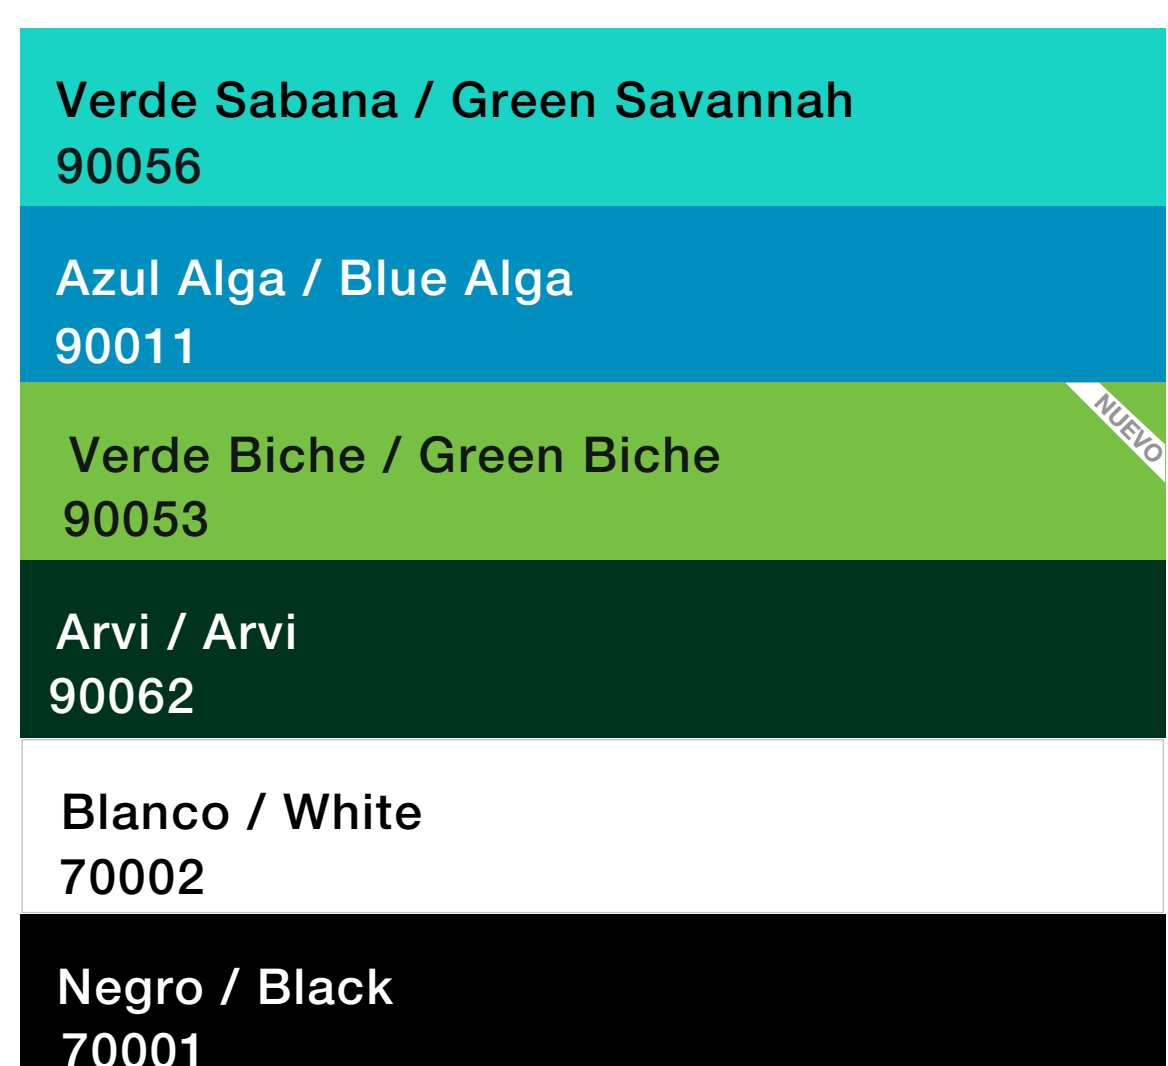 Verde Sabana / Green Savannah
90056
Azul Alga / Blue Alga
90011
NUEVO
Verde Biche / Green Biche
90053
Arvi / Arvi
90062
Blanco / White
70002
Negro / Black
70001